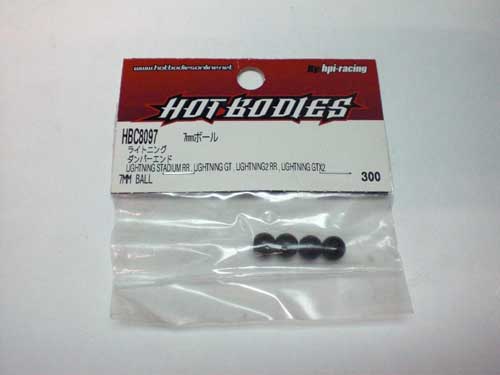 www.hotbodiesonline.net
By:hpi-racing
HOT BODIES
HBC8097 7mmボール
ライトニング
ダンパーエンド
LIGHTNING STADIUM RR , LIGHTNING GT , LIGHTNING2 RR , LIGHTNING GTX2
7MM BALL 300